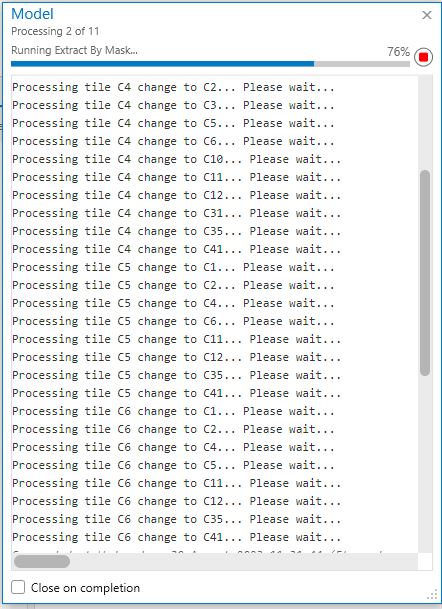 Model
Processing 2 of 11
Running Extract By Mask...
76%
Processing tile C4 change to C2... Please wait...
Processing tile C4 change to C3... Please wait...
Processing tile C4 change to C5... Please wait...
Processing tile C4 change to C6... Please wait...
Processing tile C4 change to C10... Please wait...
Processing tile C4 change to C11... Please wait...
Processing tile C4 change to C12... Please wait...
Processing tile C4 change to C31... Please wait...
Processing tile C4 change to C35... Please wait...
Processing tile C4 change to C41... Please wait...
Processing tile C5 change to C1... Please wait...
Processing tile C5 change to C2... Please wait...
Processing tile C5 change to C4... Please wait...
Processing tile C5 change to C6... Please wait...
Processing tile C5 change to C11... Please wait...
Processing tile C5 change to C12... Please wait...
Processing tile C5 change to C35... Please wait...
Processing tile C5 change to C41... Please wait...
Processing tile C6 change to C1... Please wait...
Processing tile C6 change to C2... Please wait...
Processing tile C6 change to C4... Please wait...
Processing tile C6 change to C5... Please wait...
Processing tile C6 change to C11... Please wait...
Processing tile C6 change to C12... Please wait...
Processing tile C6 change to C35... Please wait...
Processing tile C6 change to C41... Please wait...
Close on completion